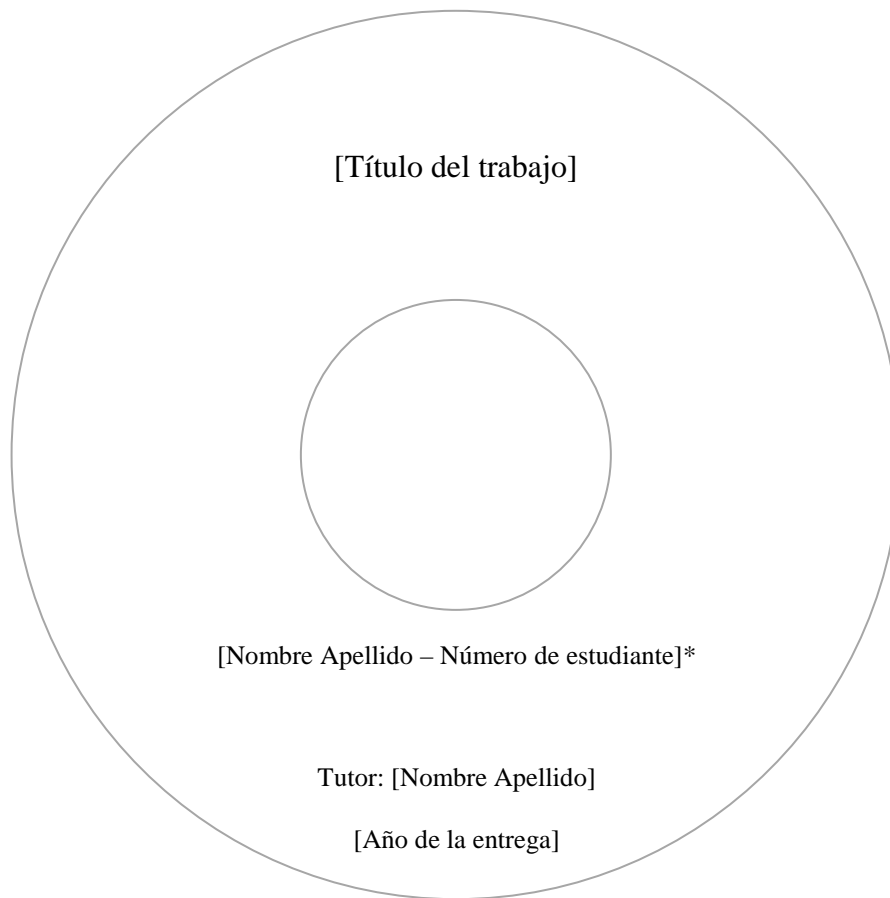 [Título del trabajo]
[Nombre Apellido – Número de estudiante]*
Tutor: [Nombre Apellido]
[Año de la entrega]